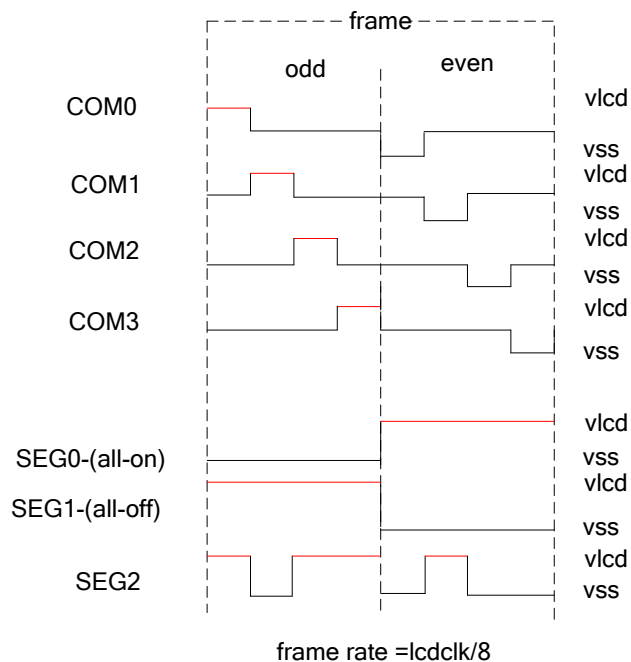 frame
odd
even
COM0
vlcd
vss
COM1
vlcd
vss
COM2
vlcd
vss
COM3
vlcd
vss
SEG0-(all-on)
vlcd
vss
SEG1-(all-off)
vlcd
vss
SEG2
vlcd
vss
frame rate =lcdclk/8